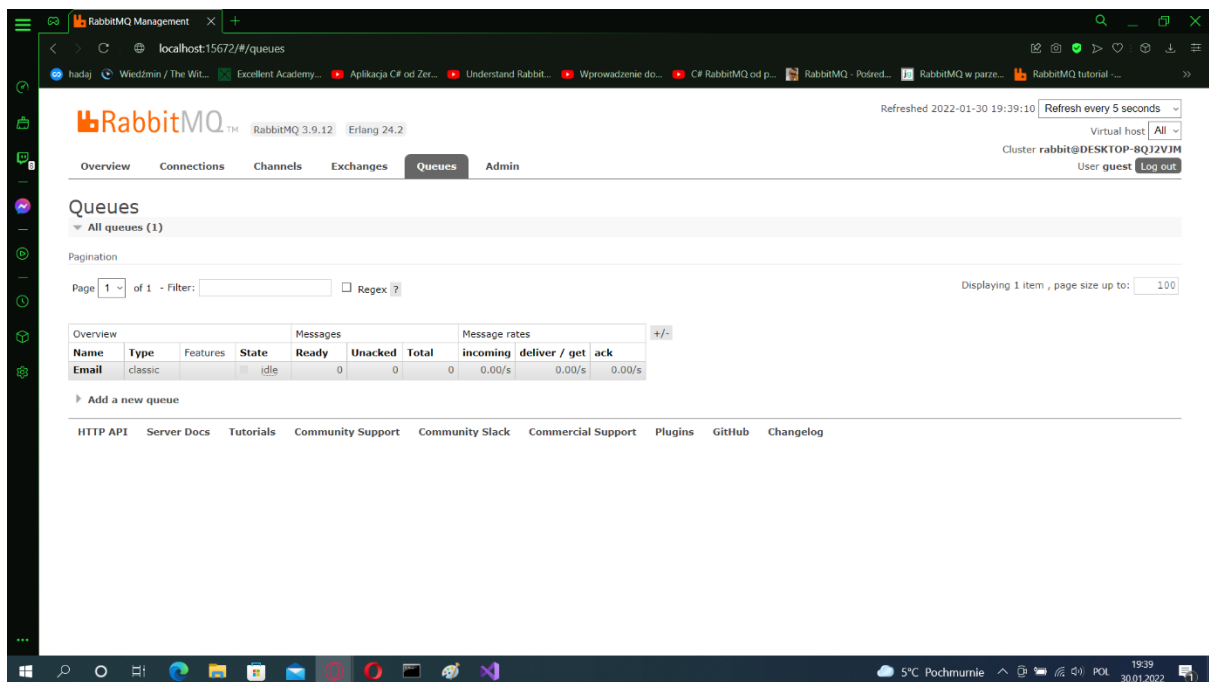 RabbitMQ Management
localhost:15672/#/queues
hadaj Wiedźmin / The Wit... Excellent Academy... Aplikacja C# od Zer... Understand Rabbit... Wprowadzenie do... C# RabbitMQ od p... RabbitMQ - Pośred... RabbitMQ w parze... RabbitMQ tutorial -...
Refreshed 2022-01-30 19:39:10 Refresh every 5 seconds
RabbitMQ TM RabbitMQ 3.9.12 Erlang 24.2
Virtual host All
Cluster rabbit@DESKTOP-8QJ2VJM
User guest Log out
Overview Connections Channels Exchanges Queues Admin
Queues
All queues (1)
Pagination
Page 1 of 1 - Filter: Regex ? Displaying 1 item , page size up to: 100
Overview Messages Message rates +/-
Name Type Features State Ready Unacked Total incoming deliver / get ack
Email classic idle 0 0 0 0.00/s 0.00/s 0.00/s
Add a new queue
HTTP API Server Docs Tutorials Community Support Community Slack Commercial Support Plugins GitHub Changelog
5°C Pochmurnie POL 19:39
30.01.2022